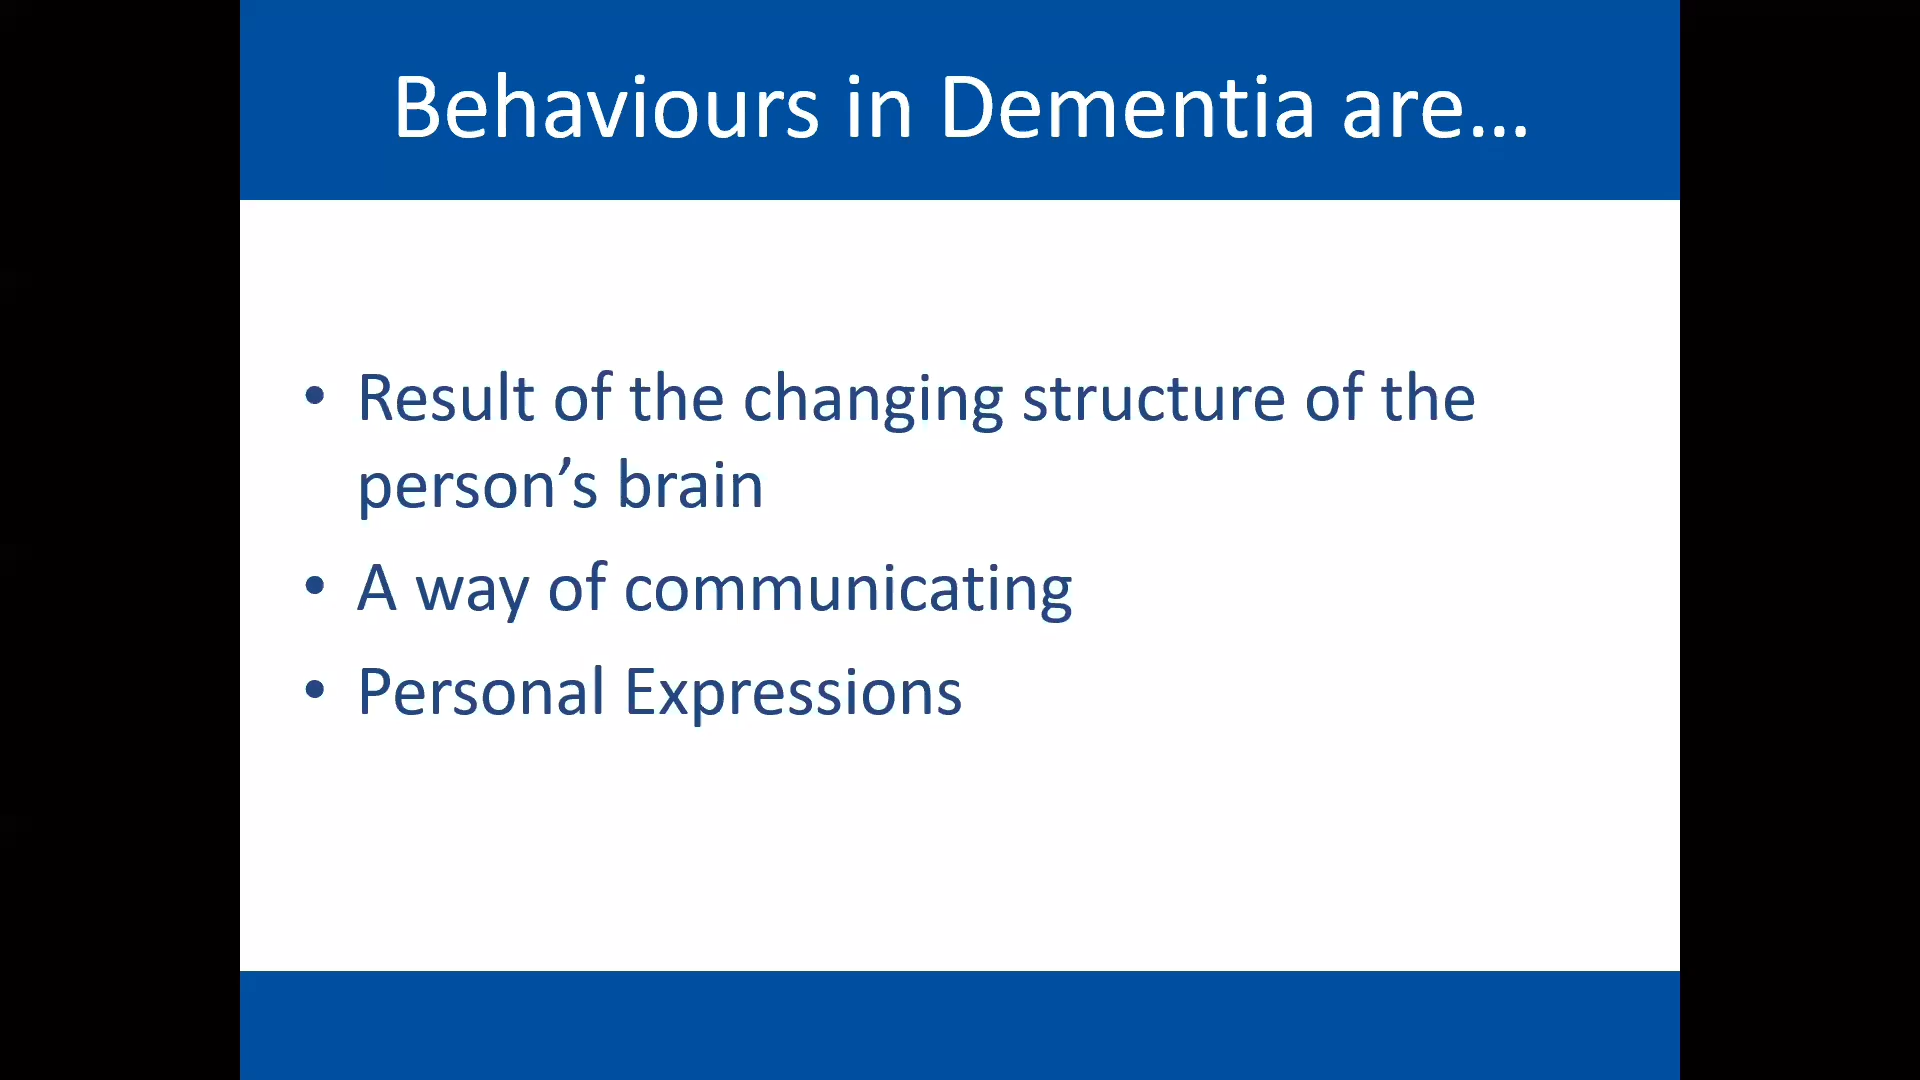 Behaviours in Dementia are…
• Result of the changing structure of the
person’s brain
• A way of communicating
• Personal Expressions